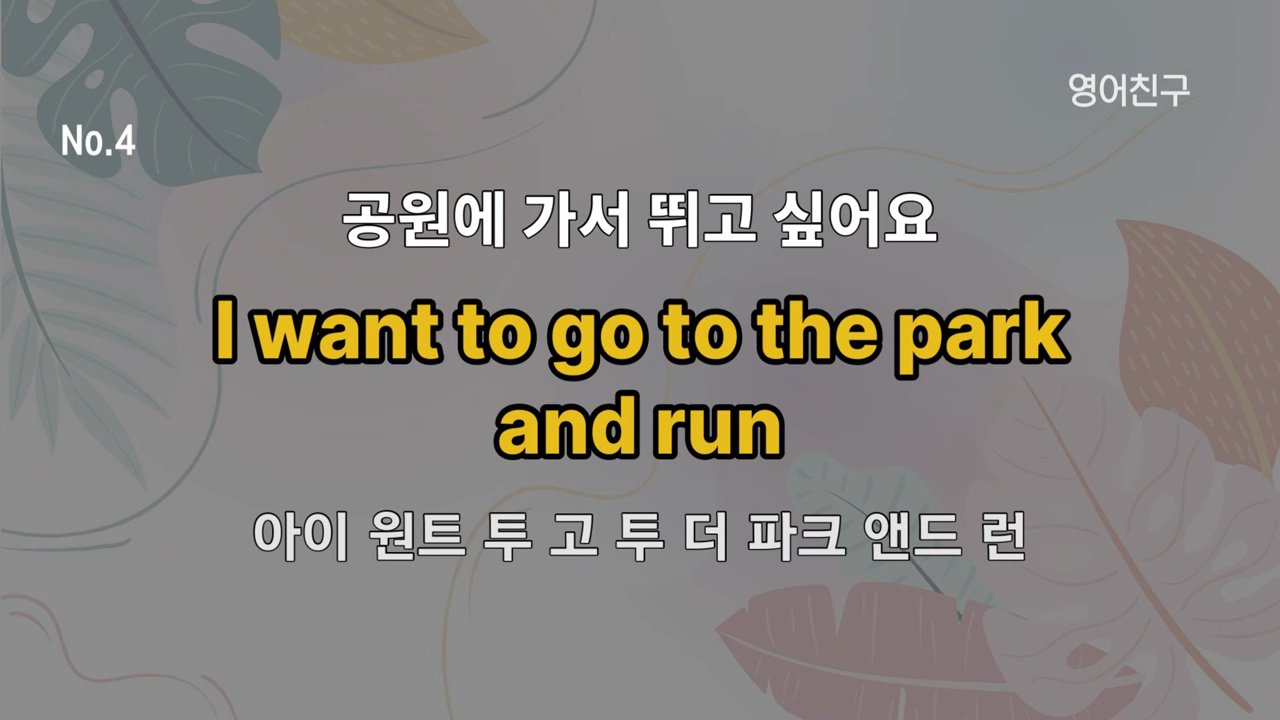 영어친구
No.4
공원에 가서 뛰고 싶어요
I want to go to the park
and run
아이 원트 투 고 투 더 파크 앤드 런